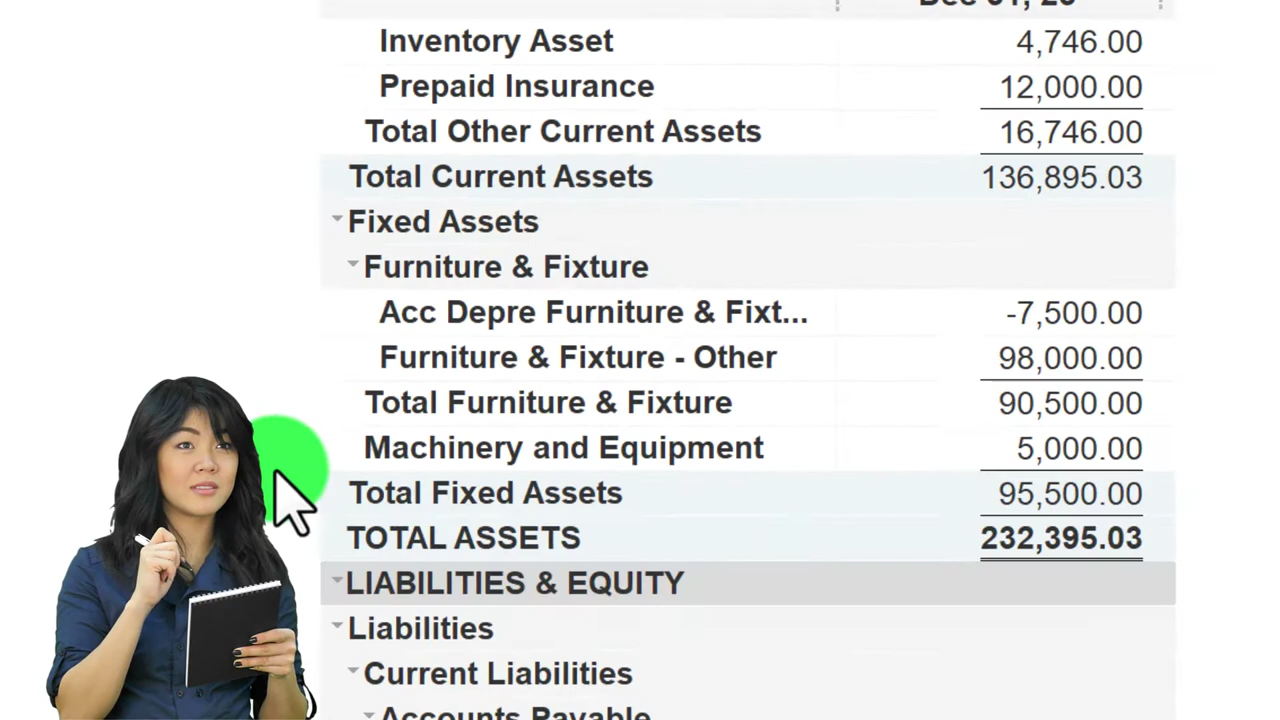 Inventory Asset 4,746.00
Prepaid Insurance 12,000.00
Total Other Current Assets 16,746.00
Total Current Assets 136,895.03
Fixed Assets
Furniture & Fixture
Acc Depre Furniture & Fixt... -7,500.00
Furniture & Fixture - Other 98,000.00
Total Furniture & Fixture 90,500.00
Machinery and Equipment 5,000.00
Total Fixed Assets 95,500.00
TOTAL ASSETS 232,395.03
LIABILITIES & EQUITY
Liabilities
Current Liabilities
Accounts Payable